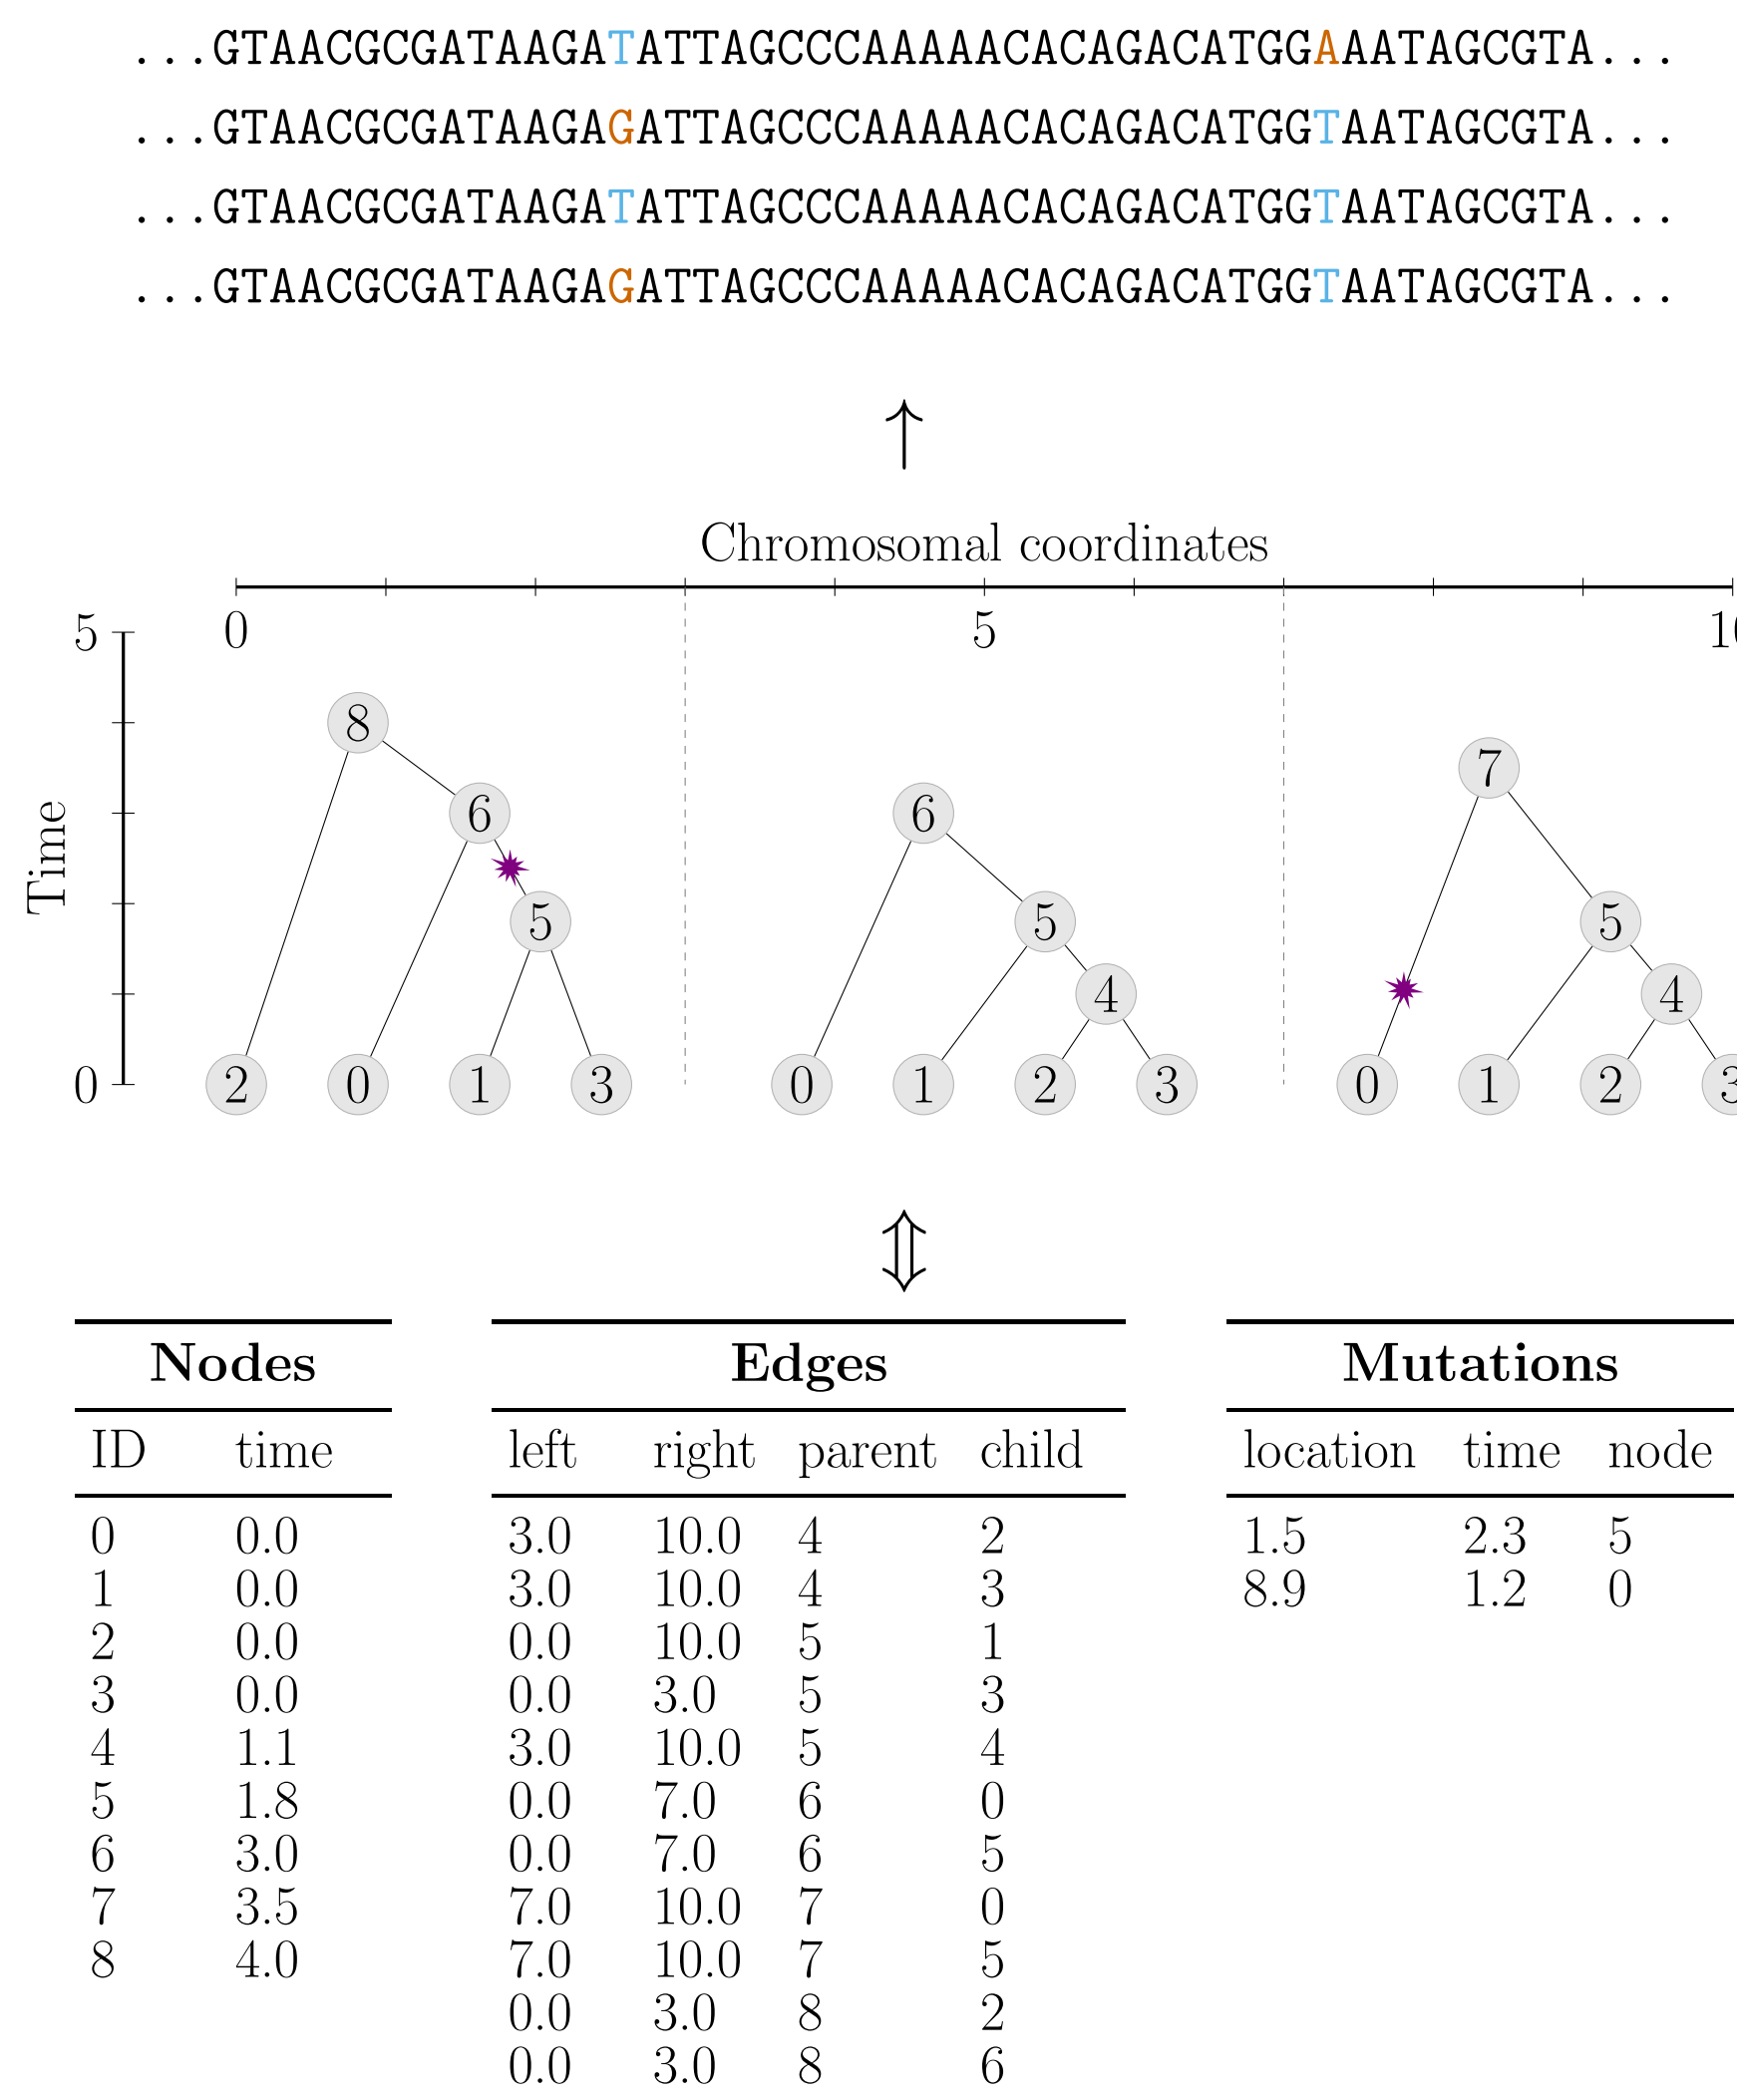 ...GTAACGCGATAAGATATTAGCCCAAAAACACAGACATGGAAATAGCGTA...
...GTAACGCGATAAGAGATTAGCCCAAAAACACAGACATGGTAATAGCGTA...
...GTAACGCGATAAGATATTAGCCCAAAAACACAGACATGGTAATAGCGTA...
...GTAACGCGATAAGAGATTAGCCCAAAAACACAGACATGGTAATAGCGTA...
Chromosomal coordinates
0 5 10
5
Time
0
8
6
5
2 0 1 3
6
5
4
0 1 2 3
7
5
4
0 1 2 3
Nodes Edges Mutations
ID time left right parent child location time node
0 0.0 3.0 10.0 4 2 1.5 2.3 5
1 0.0 3.0 10.0 4 3 8.9 1.2 0
2 0.0 0.0 10.0 5 1
3 0.0 0.0 3.0 5 3
4 1.1 3.0 10.0 5 4
5 1.8 0.0 7.0 6 0
6 3.0 0.0 7.0 6 5
7 3.5 7.0 10.0 7 0
8 4.0 7.0 10.0 7 5
0.0 3.0 8 2
0.0 3.0 8 6